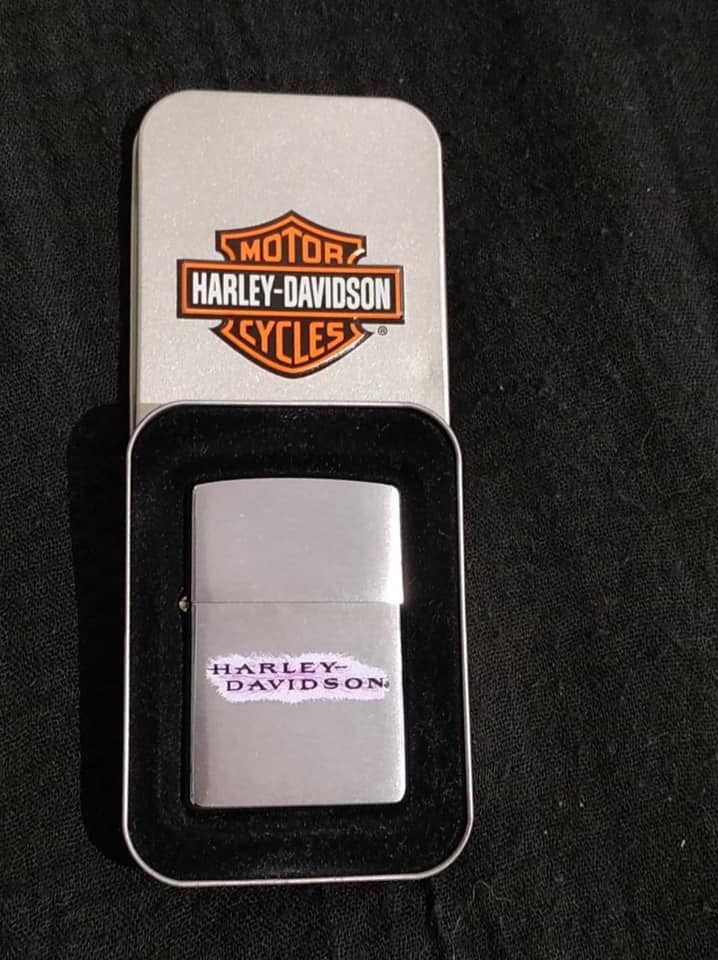 MOTOR
HARLEY-DAVIDSON
CYCLES ®
HARLEY-
DAVIDSON®